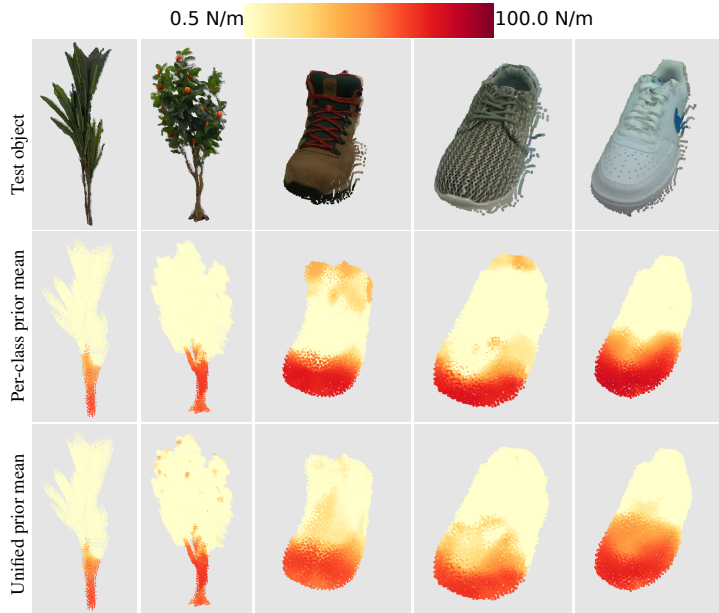 0.5 N/m 100.0 N/m
Test object
Per-class prior mean
Unified prior mean